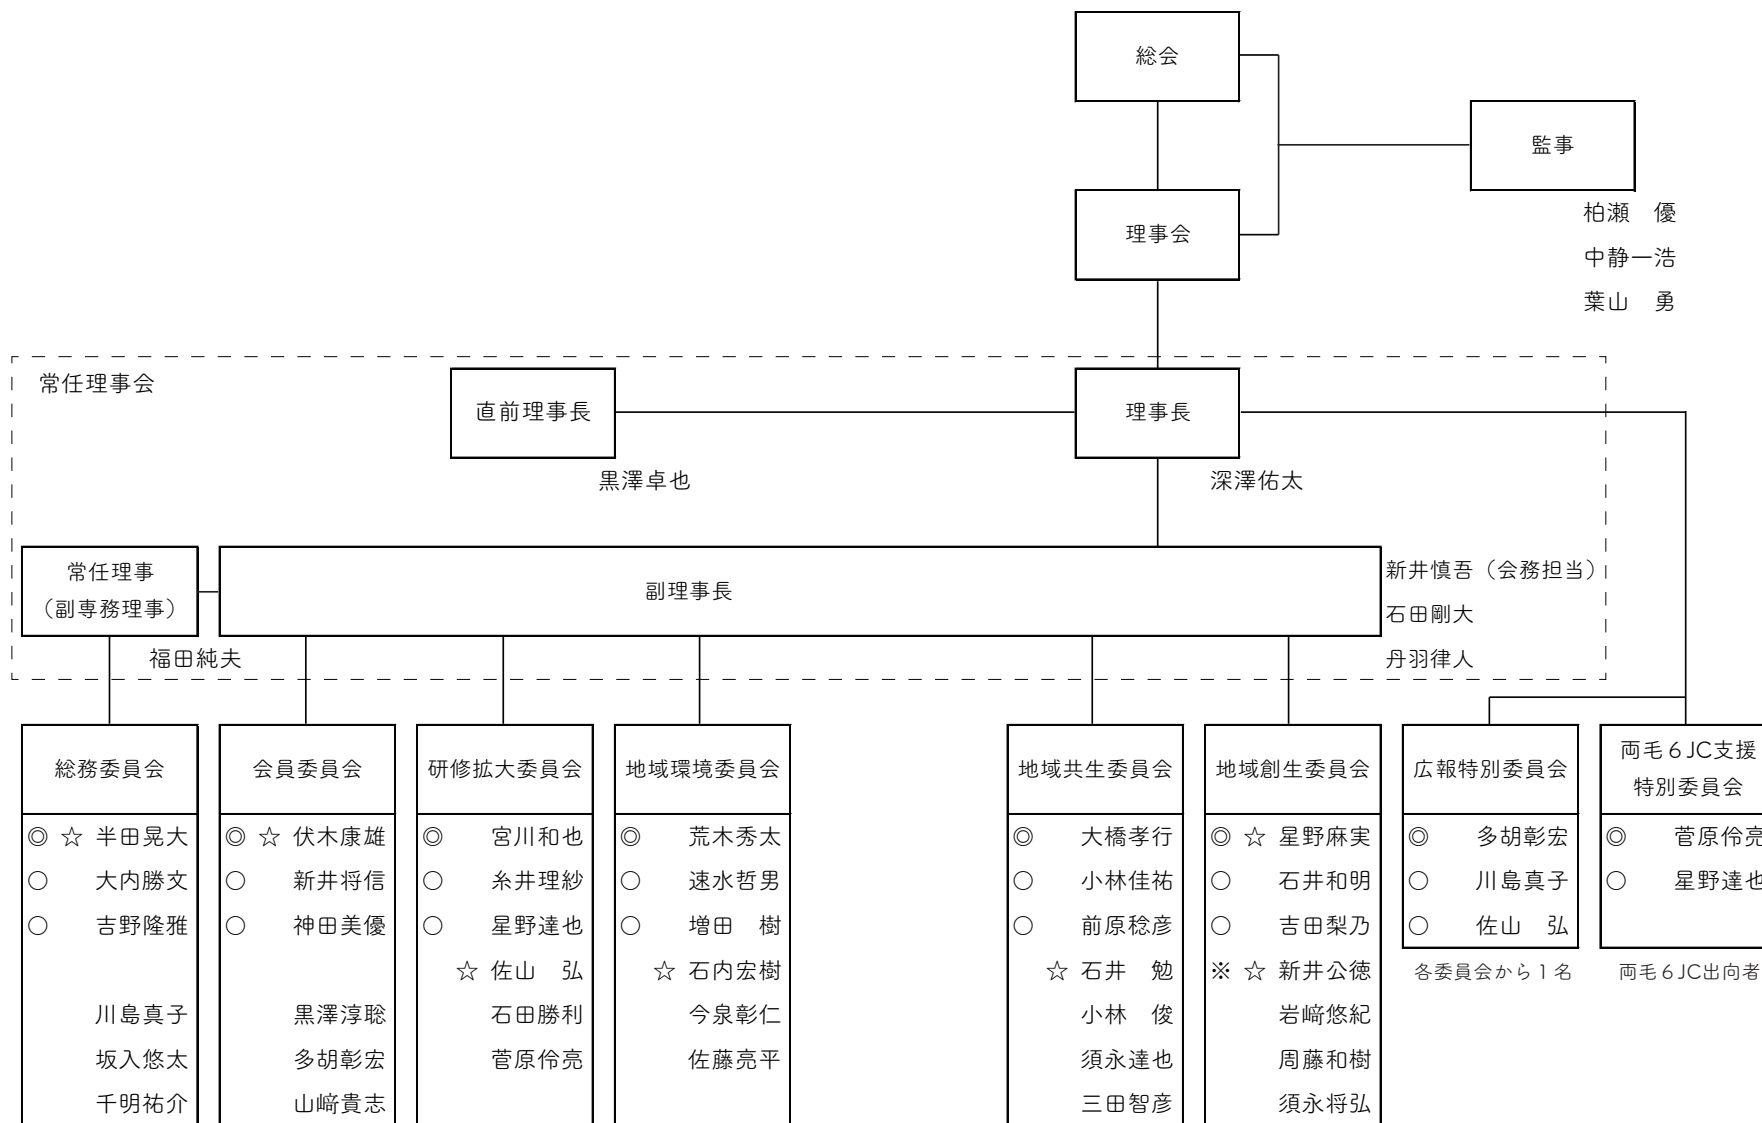 総会
監事
理事会
柏瀬　優
中静一浩
葉山　勇
常任理事会
直前理事長
理事長
黒澤卓也
深澤佑太
常任理事
（副専務理事）
副理事長
新井慎吾（会務担当）
石田剛大
丹羽律人
福田純夫
総務委員会
◎ ☆ 半田晃大
○ 大内勝文
○ 吉野隆雅
川島真子
坂入悠太
千明祐介
会員委員会
◎ ☆ 伏木康雄
○ 新井将信
○ 神田美優
黒澤淳聡
多胡彰宏
山﨑貴志
研修拡大委員会
◎ 宮川和也
○ 糸井理紗
○ 星野達也
☆ 佐山　弘
石田勝利
菅原伶亮
地域環境委員会
◎ 荒木秀太
○ 速水哲男
○ 増田　樹
☆ 石内宏樹
今泉彰仁
佐藤亮平
地域共生委員会
◎ 大橋孝行
○ 小林佳祐
○ 前原稔彦
☆ 石井　勉
小林　俊
須永達也
三田智彦
地域創生委員会
◎ ☆ 星野麻実
○ 石井和明
○ 吉田梨乃
※ ☆ 新井公徳
岩﨑悠紀
周藤和樹
須永将弘
広報特別委員会
◎ 多胡彰宏
○ 川島真子
○ 佐山　弘
各委員会から１名
両毛６JC支援
特別委員会
◎ 菅原伶亮
○ 星野達也
両毛６JC出向者